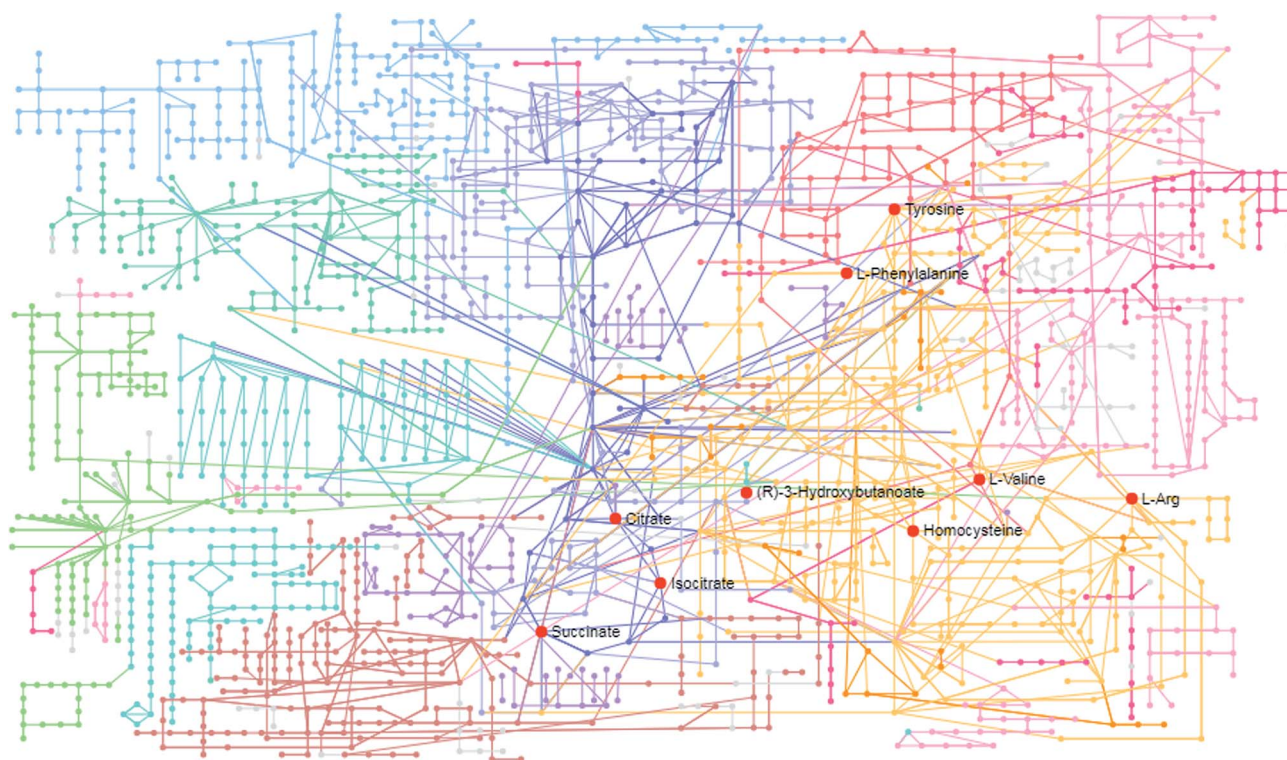 Tyrosine
L-Phenylalanine
L-Valine
(R)-3-Hydroxybutanoate
L-Arg
Citrate
Homocysteine
Isocitrate
Succinate